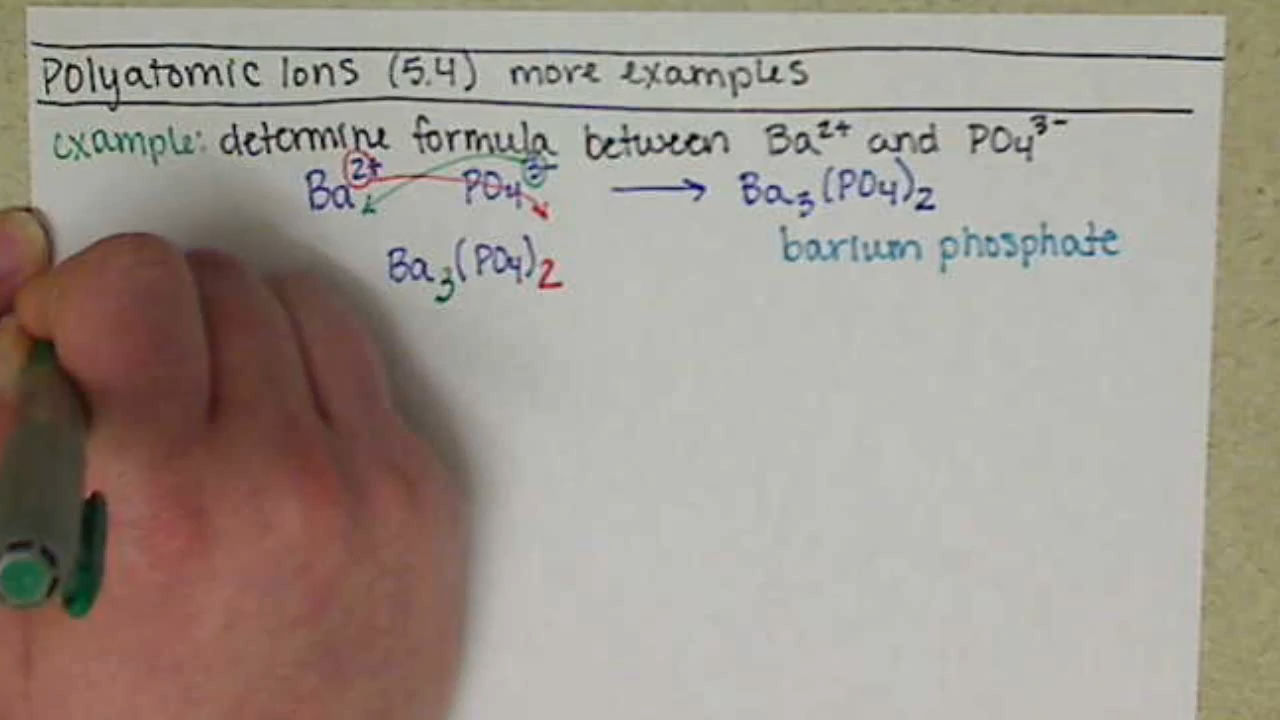 Polyatomic Ions (5.4) more examples
example: determine formula between Ba²⁺ and PO₄³⁻
Ba²⁺ PO₄³⁻ → Ba₃(PO₄)₂
Ba₃(PO₄)₂ barium phosphate